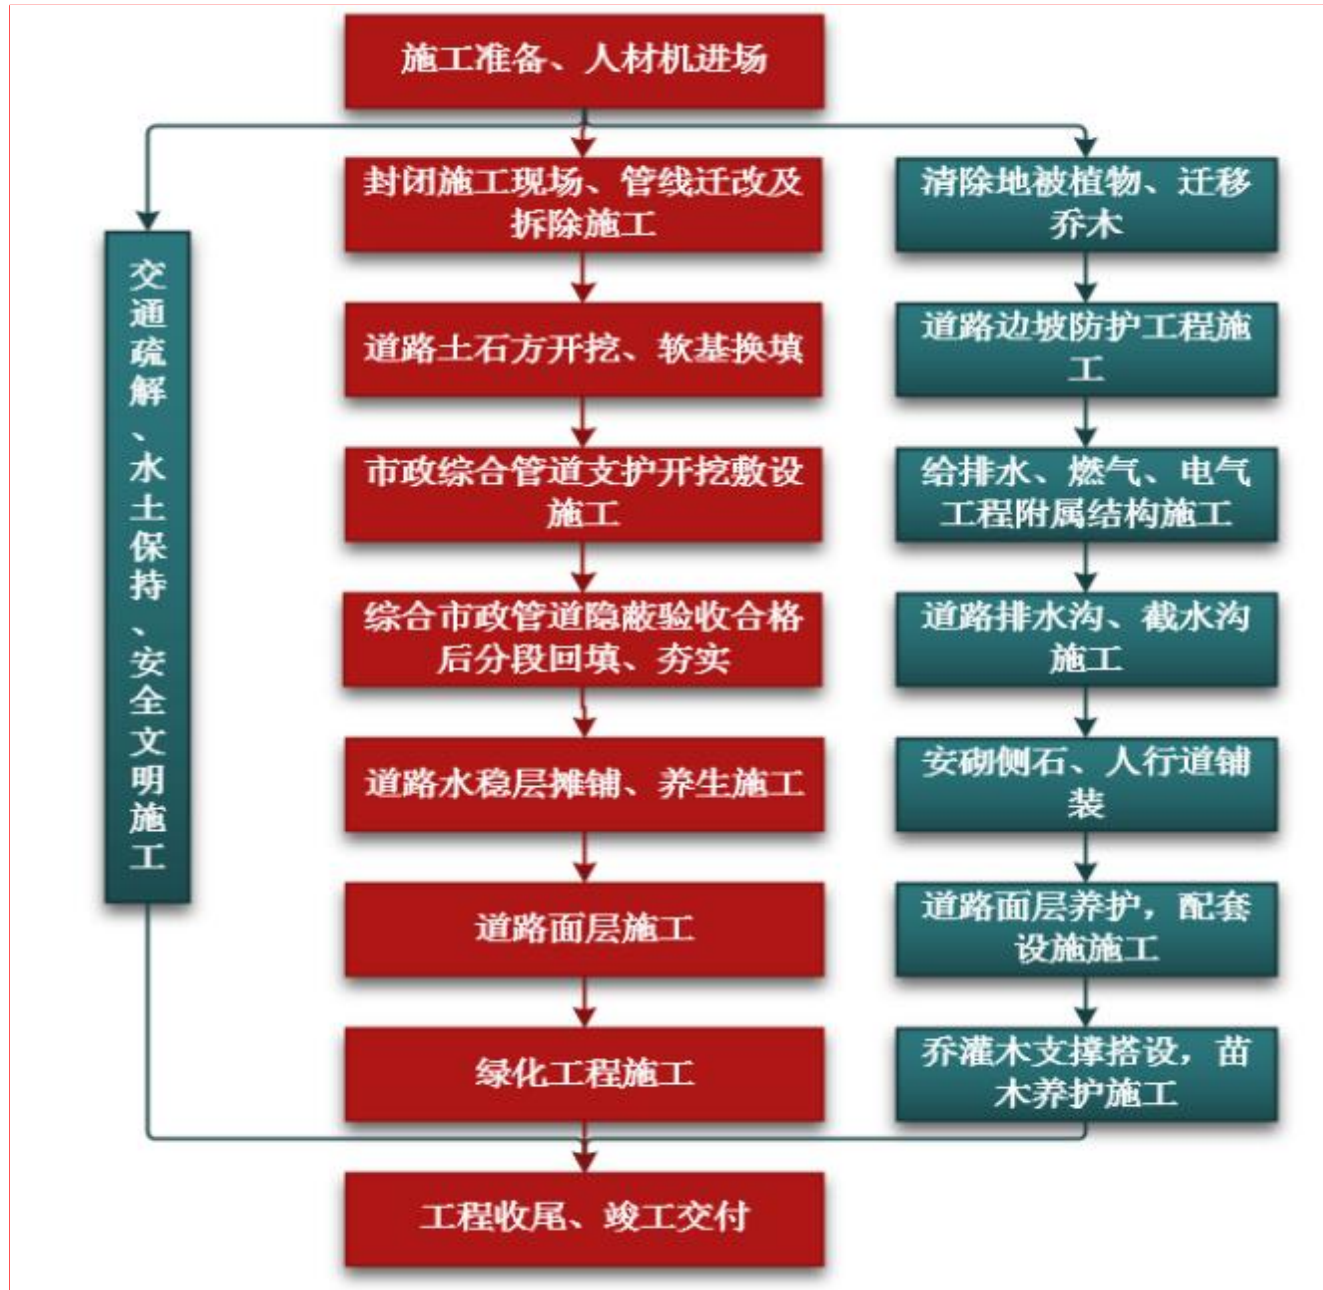 施工准备、人材机进场
封闭施工现场、管线迁改及
拆除施工
清除地被植物、迁移
乔木
交通疏解、水土保持、安全文明施工
道路土石方开挖、软基换填
道路边坡防护工程施
工
市政综合管道支护开挖敷设
施工
给排水、燃气、电气
工程附属结构施工
综合市政管道隐蔽验收合格
后分段回填、夯实
道路排水沟、截水沟
施工
道路水稳层摊铺、养生施工
安砌侧石、人行道铺
装
道路面层施工
道路面层养护，配套
设施施工
绿化工程施工
乔灌木支撑搭设，苗
木养护施工
工程收尾、竣工交付